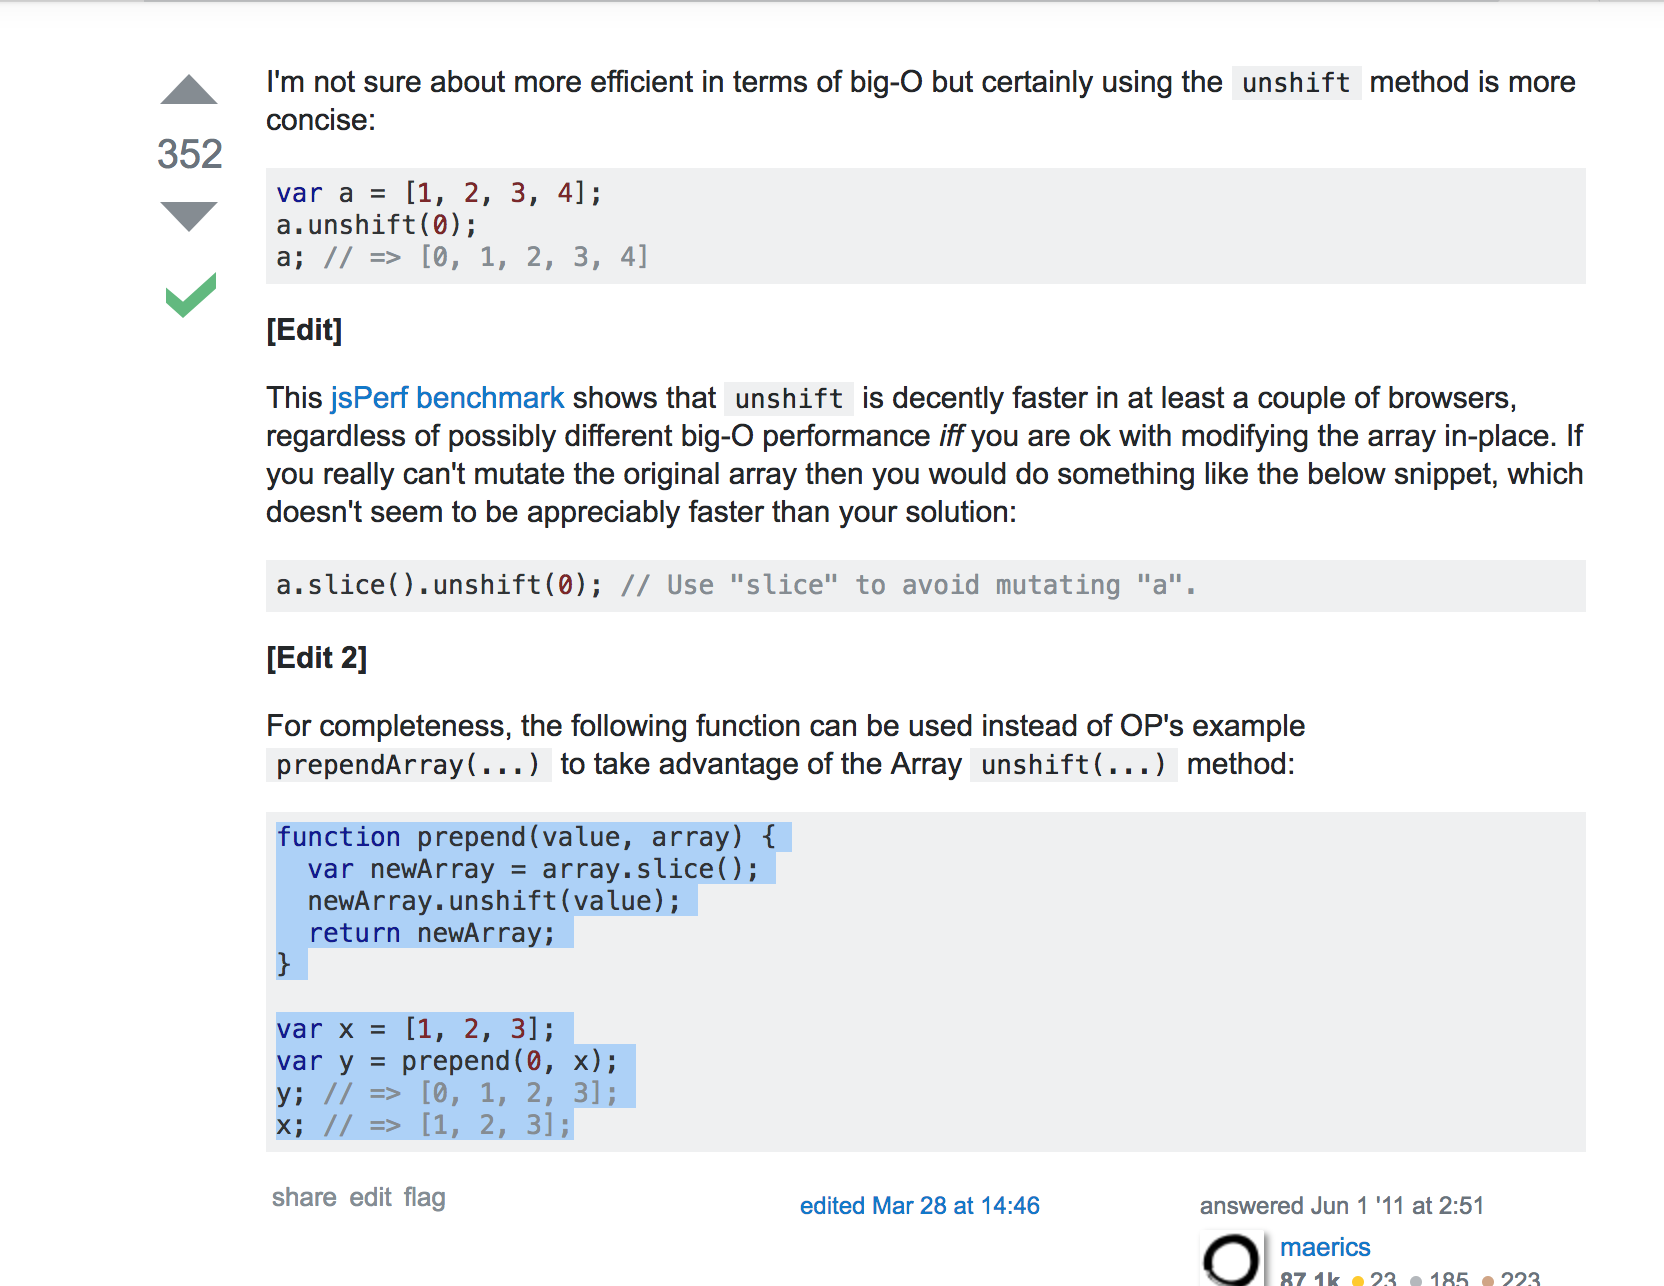 I'm not sure about more efficient in terms of big-O but certainly using the unshift method is more
concise:
352
var a = [1, 2, 3, 4];
a.unshift(0);
a; // => [0, 1, 2, 3, 4]
[Edit]
This jsPerf benchmark shows that unshift is decently faster in at least a couple of browsers,
regardless of possibly different big-O performance iff you are ok with modifying the array in-place. If
you really can't mutate the original array then you would do something like the below snippet, which
doesn't seem to be appreciably faster than your solution:
a.slice().unshift(0); // Use "slice" to avoid mutating "a".
[Edit 2]
For completeness, the following function can be used instead of OP's example
prependArray(...) to take advantage of the Array unshift(...) method:
function prepend(value, array) {
  var newArray = array.slice();
  newArray.unshift(value);
  return newArray;
}
var x = [1, 2, 3];
var y = prepend(0, x);
y; // => [0, 1, 2, 3];
x; // => [1, 2, 3];
share edit flag
edited Mar 28 at 14:46
answered Jun 1 '11 at 2:51
maerics
87.1k 23 185 223